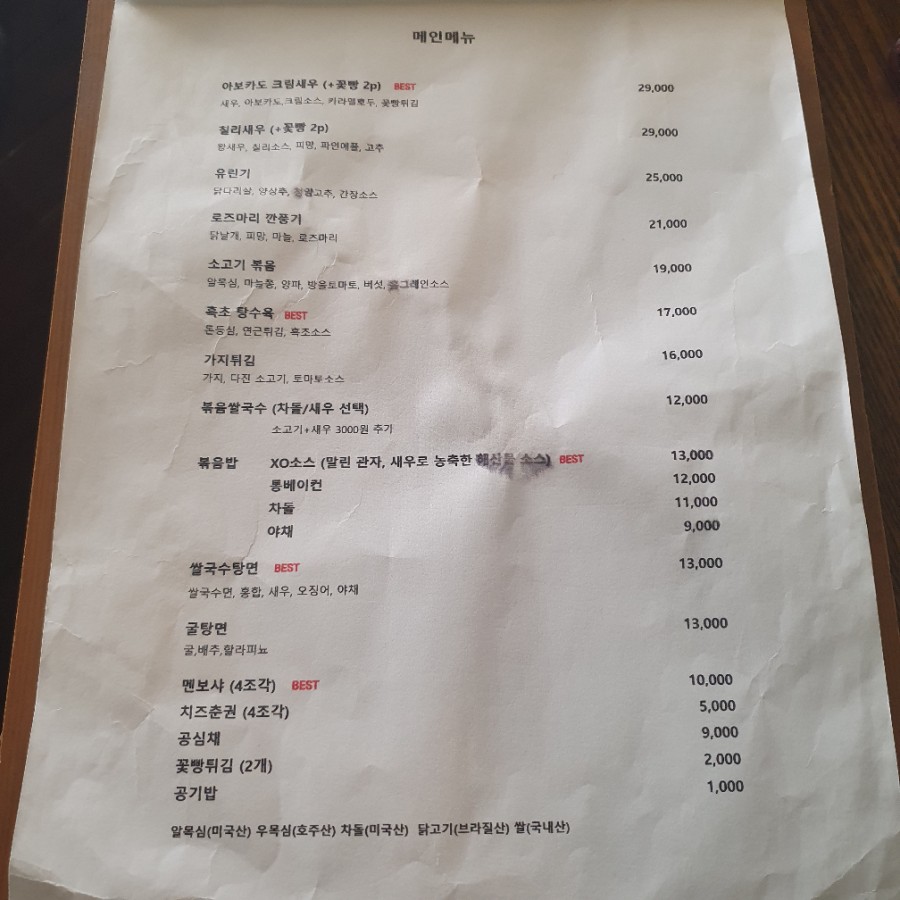 메인메뉴
아보카도 크림새우 (+꽃빵 2p) BEST 29,000
새우, 아보카도,크림소스, 카라멜호두, 꽃빵튀김
칠리새우 (+꽃빵 2p) 29,000
왕새우, 칠리소스, 피망, 파인애플, 고추
유린기 25,000
닭다리살, 양상추, 청양고추, 간장소스
로즈마리 깐풍기 21,000
닭날개, 피망, 마늘, 로즈마리
소고기 볶음 19,000
알목심, 마늘쫑, 양파, 방울토마토, 버섯, 홀그레인소스
흑초 탕수육 BEST 17,000
돈등심, 연근튀김, 흑초소스
가지튀김 16,000
가지, 다진 소고기, 토마토소스
볶음쌀국수 (차돌/새우 선택) 12,000
소고기+새우 3000원 추가
볶음밥 XO소스 (말린 관자, 새우로 농축한 해산물 소스) BEST 13,000
통베이컨 12,000
차돌 11,000
야채 9,000
쌀국수탕면 BEST 13,000
쌀국수면, 홍합, 새우, 오징어, 야채
굴탕면 13,000
굴,배추,할라피뇨
멘보샤 (4조각) BEST 10,000
치즈춘권 (4조각) 5,000
공심채 9,000
꽃빵튀김 (2개) 2,000
공기밥 1,000
알목심(미국산) 우목심(호주산) 차돌(미국산) 닭고기(브라질산) 쌀(국내산)